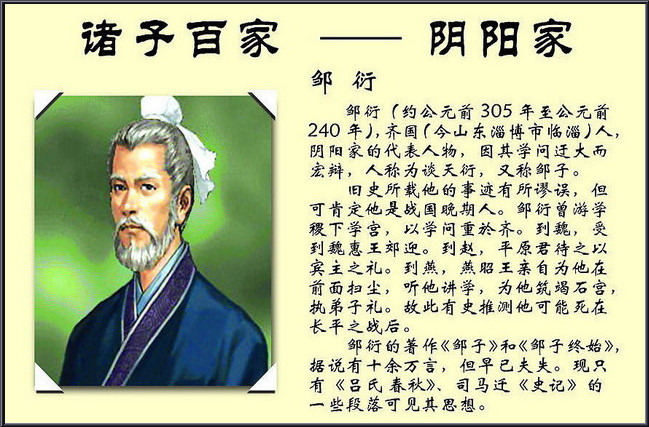 诸子百家 —— 阴阳家
邹 衍
邹衍（约公元前305年至公元前
240年），齐国（今山东淄博市临淄）人，
阴阳家的代表人物，因其学问迂大而
宏辩，人称为谈天衍，又称邹子。
旧史所载他的事迹有所谬误，但
可肯定他是战国晚期人。邹衍曾游学
稷下学宫，以学问重於齐。到魏，受
到魏惠王郊迎。到赵，平原君待之以
宾主之礼。到燕，燕昭王亲自为他在
前面扫尘，听他讲学，为他筑竭石宫，
执弟子礼。故此有史推测他可能死在
长平之战后。
邹衍的著作《邹子》和《邹子终始》，
据说有十余万言，但早已夫失。现只
有《吕氏春秋》、司马迁《史记》的
一些段落可见其思想。